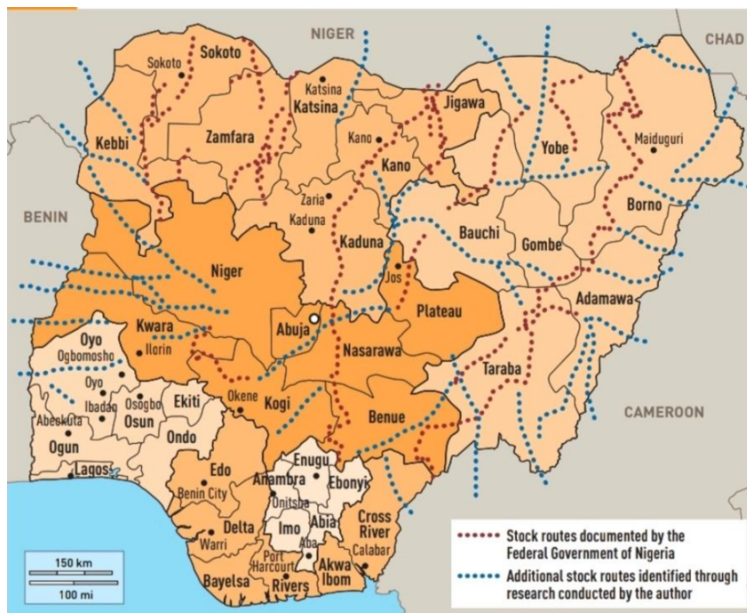 NIGER
CHAD
Sokoto
Sokoto
Katsina
Katsina
Jigawa
Kebbi
Zamfara
Kano
Kano
Yobe
Maiduguri
Zaria
Kaduna
Kaduna
Borno
BENIN
Bauchi
Gombe
Niger
Jos
Adamawa
Plateau
Abuja
Kwara
Ilorin
Nasarawa
Taraba
Oyo
Ogbomosho
Oyo
Ibadan
Osogbo
Ekiti
Okene
Kogi
Benue
CAMEROON
Abeokuta
Osun
Ondo
Ogun
Lagos
Edo
Benin City
Enugu
Anambra
Ebonyi
Onitsha
Imo
Abia
Aba
Cross
River
Delta
Warri
Calabar
Port
Harcourt
Akwa
Ibom
Bayelsa
Rivers
150 km
100 mi
Stock routes documented by the
Federal Government of Nigeria
Additional stock routes identified through
research conducted by the author